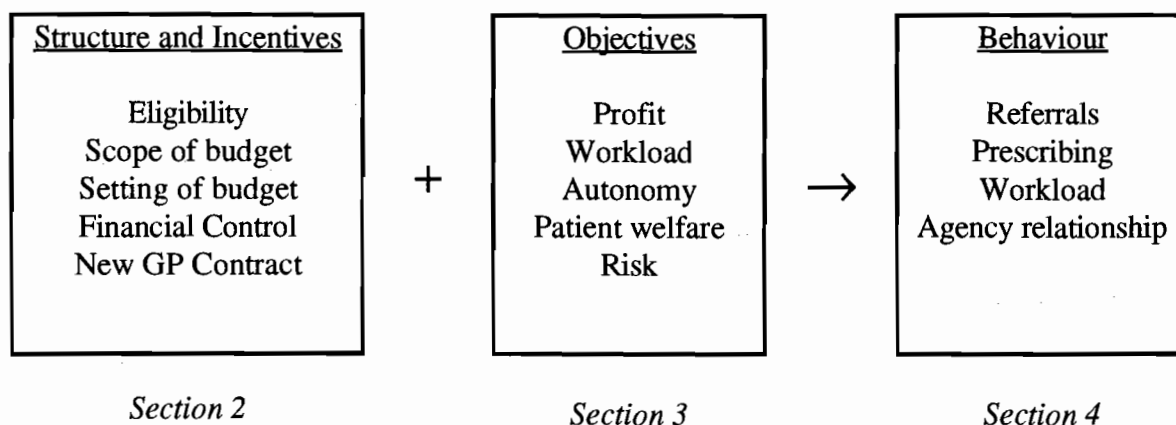 Structure and Incentives
Eligibility
Scope of budget
Setting of budget
Financial Control
New GP Contract
Section 2
+
Objectives
Profit
Workload
Autonomy
Patient welfare
Risk
Section 3
→
Behaviour
Referrals
Prescribing
Workload
Agency relationship
Section 4